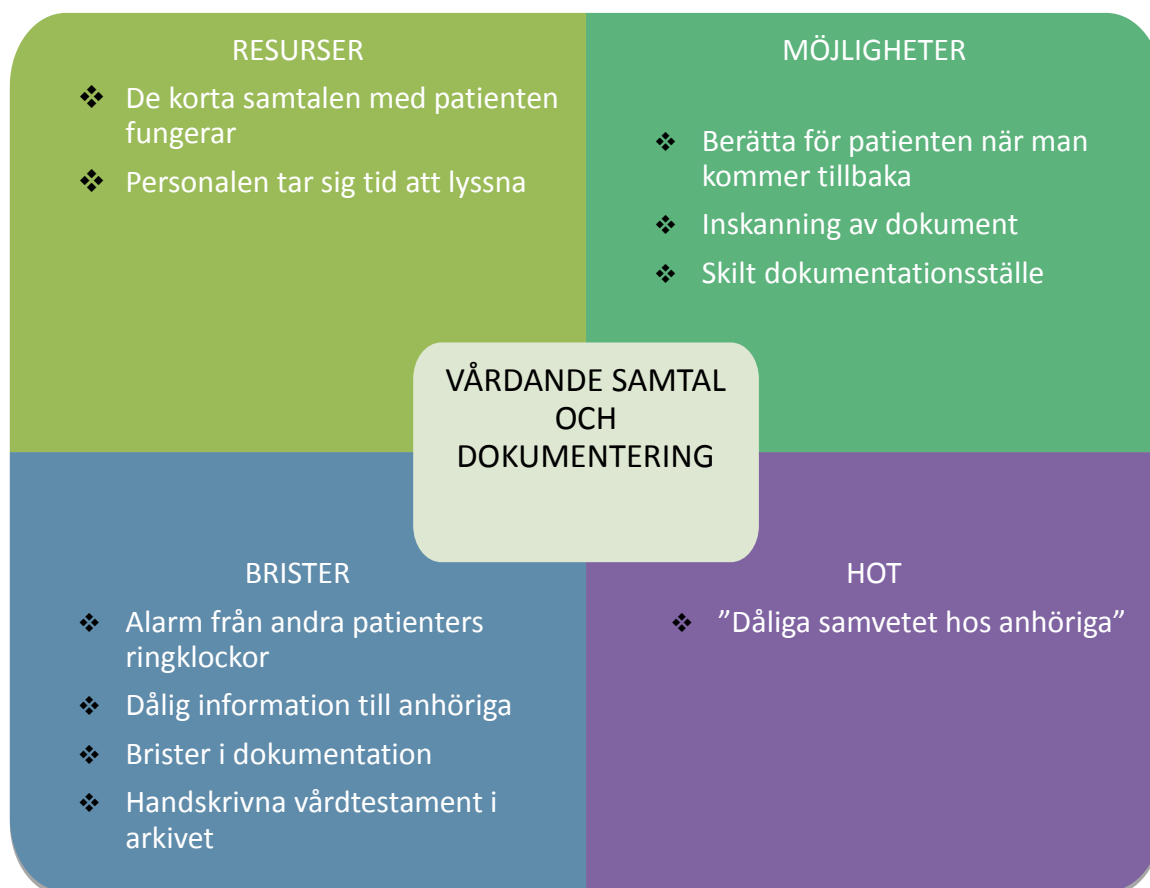 RESURSER
❖ De korta samtalen med patienten
fungerar
❖ Personalen tar sig tid att lyssna
MÖJLIGHETER
❖ Berätta för patienten när man
kommer tillbaka
❖ Inskanning av dokument
❖ Skilt dokumentationsställe
VÅRDANDE SAMTAL
OCH
DOKUMENTERING
BRISTER
❖ Alarm från andra patienters
ringklockor
❖ Dålig information till anhöriga
❖ Brister i dokumentation
❖ Handskrivna vårdtestament i
arkivet
HOT
❖ ”Dåliga samvetet hos anhöriga”